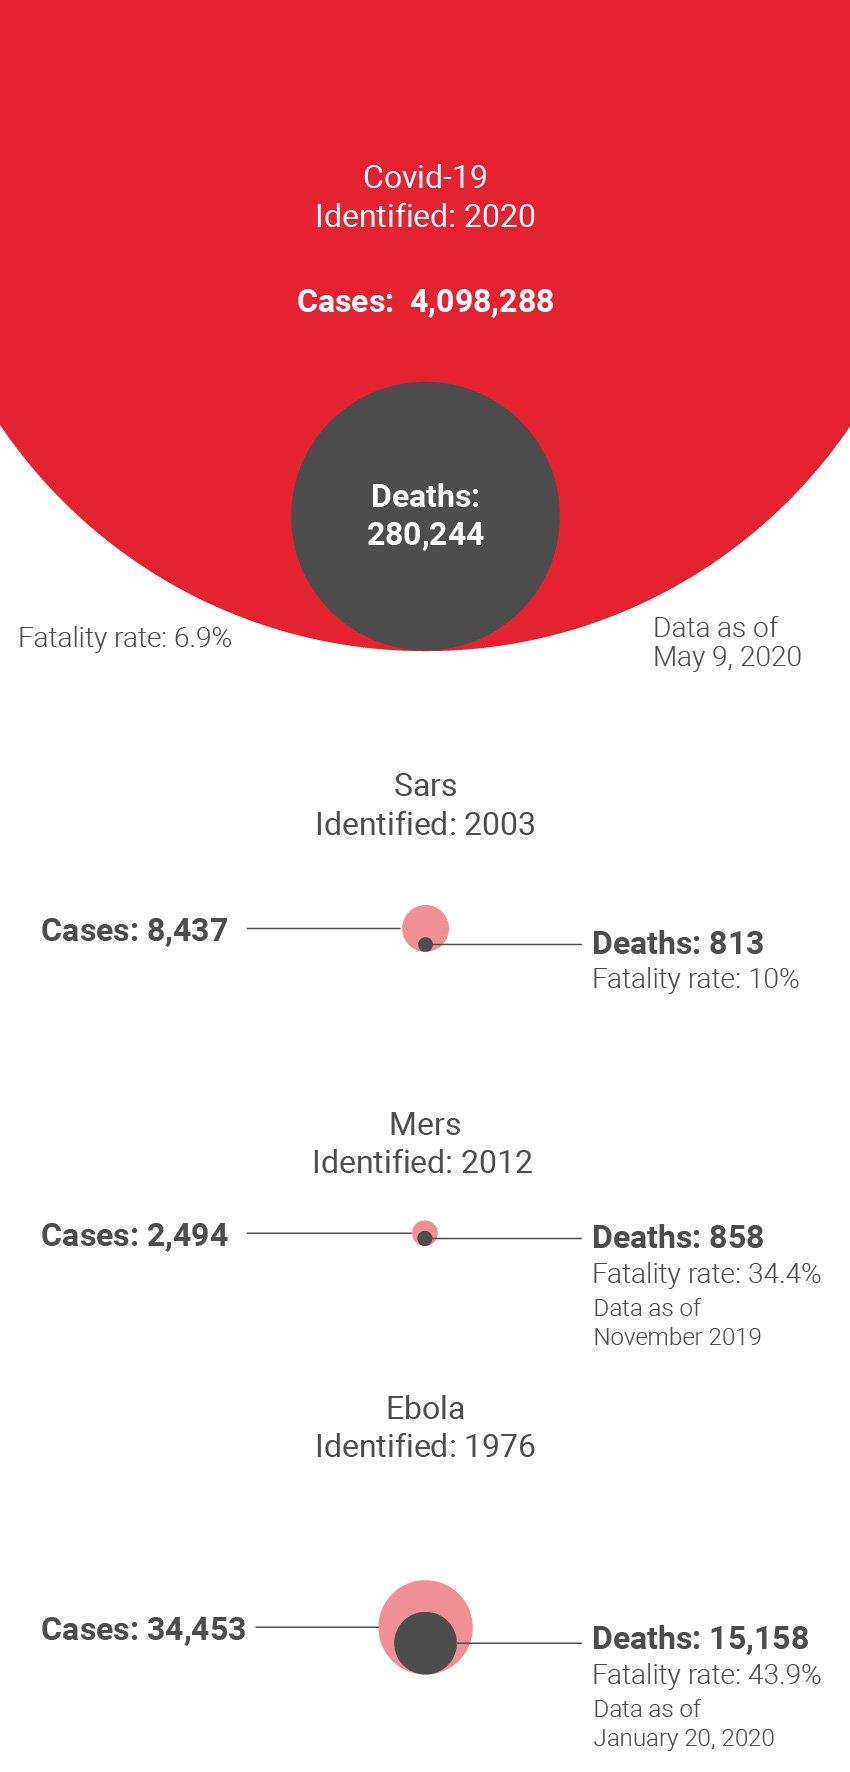 Covid-19
Identified: 2020
Cases: 4,098,288
Deaths:
280,244
Fatality rate: 6.9%
Data as of
May 9, 2020
Sars
Identified: 2003
Cases: 8,437
Deaths: 813
Fatality rate: 10%
Mers
Identified: 2012
Cases: 2,494
Deaths: 858
Fatality rate: 34.4%
Data as of
November 2019
Ebola
Identified: 1976
Cases: 34,453
Deaths: 15,158
Fatality rate: 43.9%
Data as of
January 20, 2020